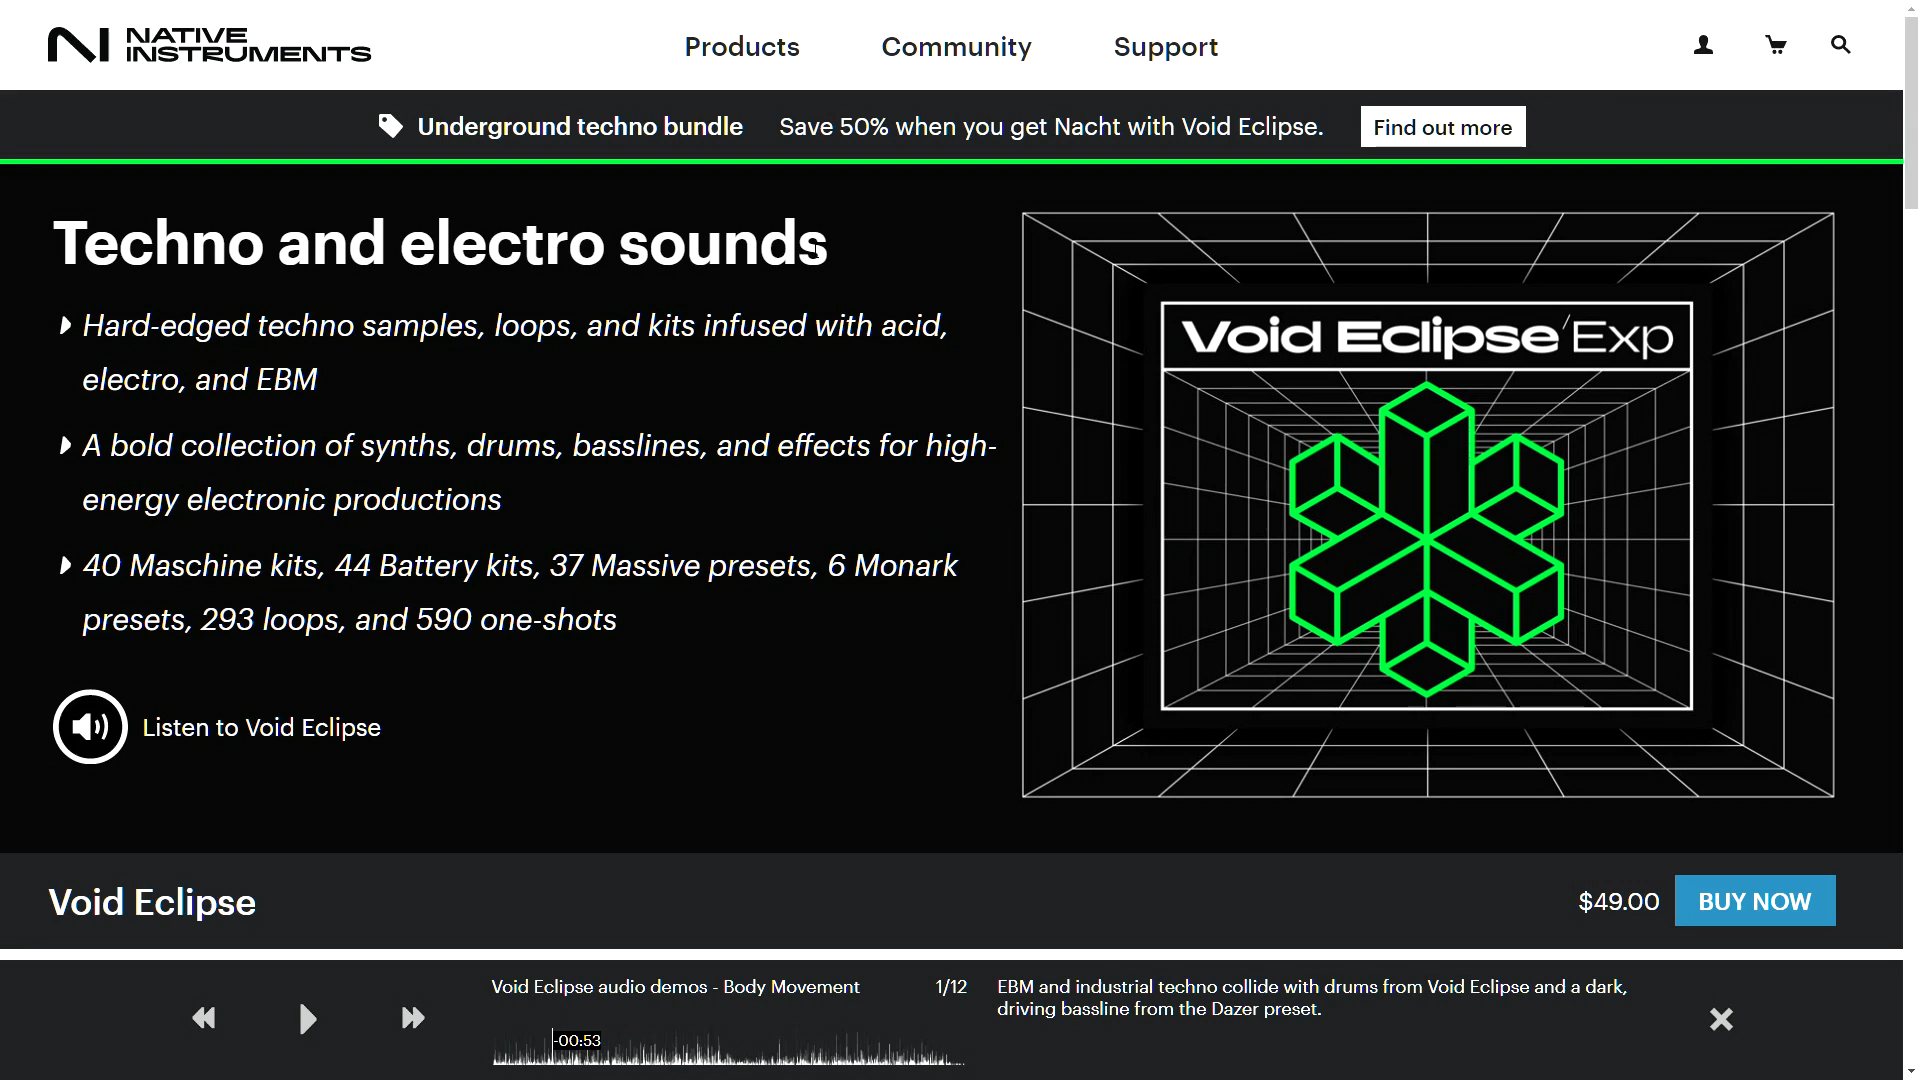 NATIVE
INSTRUMENTS
Products
Community
Support
Underground techno bundle
Save 50% when you get Nacht with Void Eclipse.
Find out more
Techno and electro sounds
Hard-edged techno samples, loops, and kits infused with acid,
electro, and EBM
A bold collection of synths, drums, basslines, and effects for high-
energy electronic productions
40 Maschine kits, 44 Battery kits, 37 Massive presets, 6 Monark
presets, 293 loops, and 590 one-shots
Listen to Void Eclipse
Void Eclipse/Exp
Void Eclipse
$49.00
BUY NOW
Void Eclipse audio demos - Body Movement
1/12
-00:53
EBM and industrial techno collide with drums from Void Eclipse and a dark,
driving bassline from the Dazer preset.